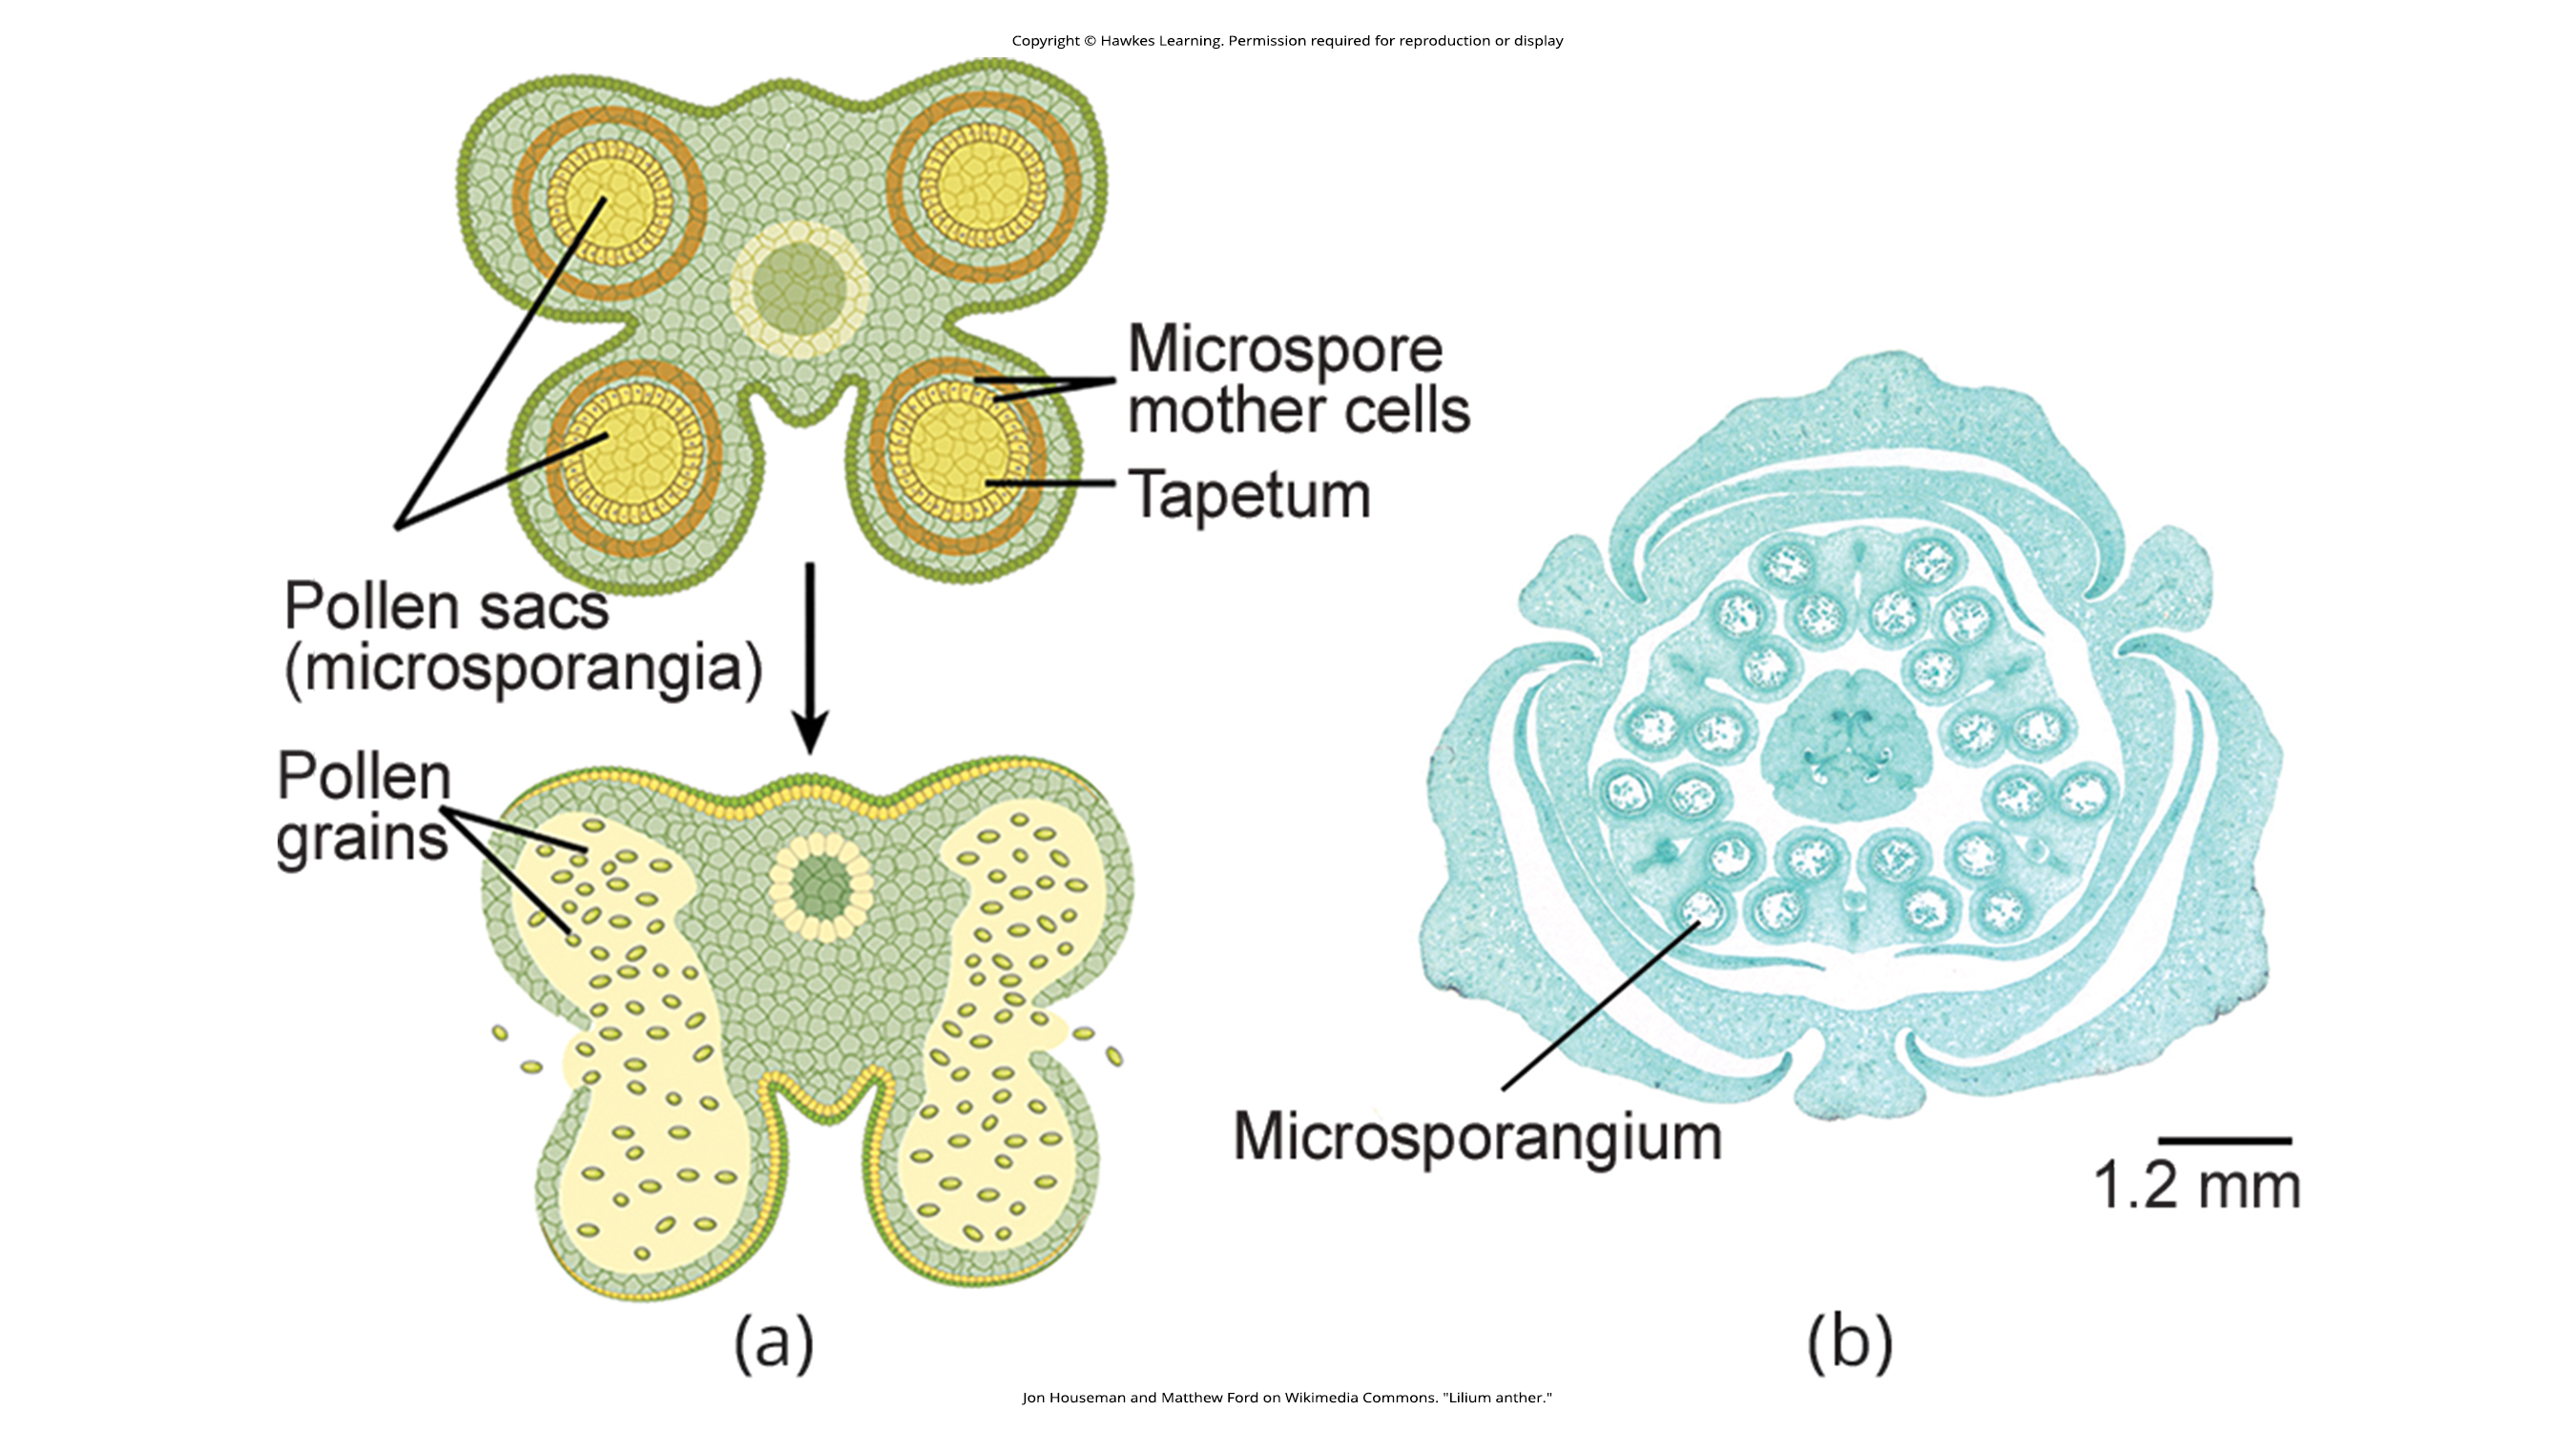 Copyright © Hawkes Learning. Permission required for reproduction or display
Microspore
mother cells
Tapetum
Pollen sacs
(microsporangia)
Pollen
grains
Microsporangium
1.2 mm
(a)
(b)
Jon Houseman and Matthew Ford on Wikimedia Commons. "Lilium anther."